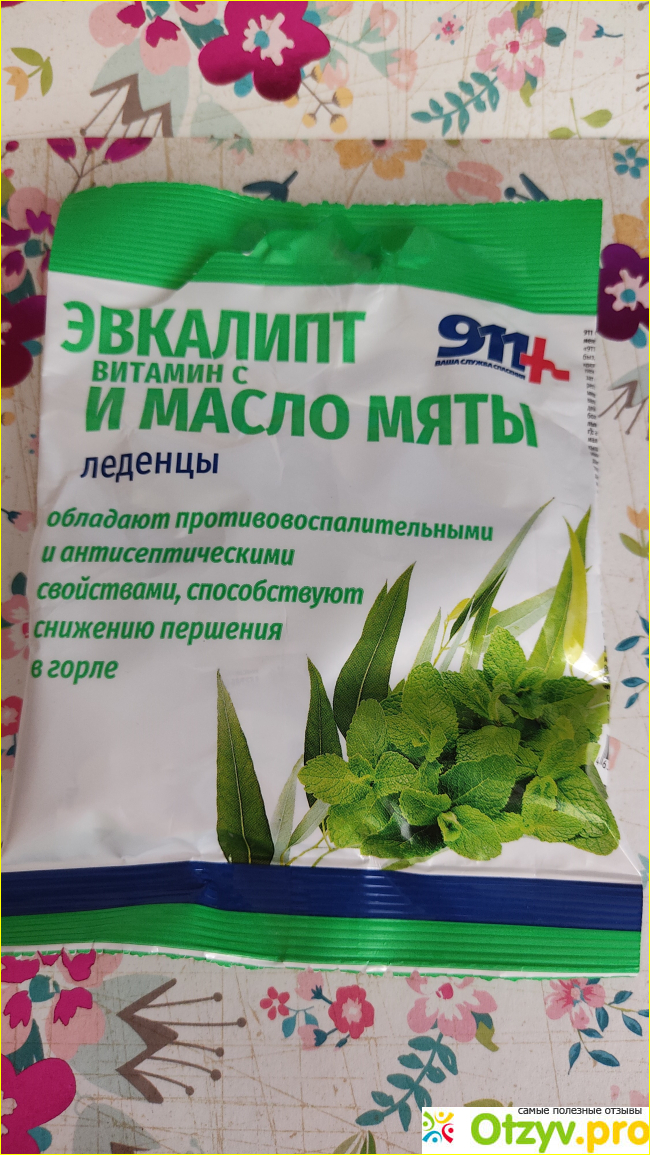 ЭВКАЛИПТ
ВИТАМИН С
И МАСЛО МЯТЫ
леденцы
911+
ВАША СЛУЖБА СПАСЕНИЯ
обладают противовоспалительными
и антисептическими
свойствами, способствуют
снижению першения
в горле
самые полезные отзывы
Otzyv.pro